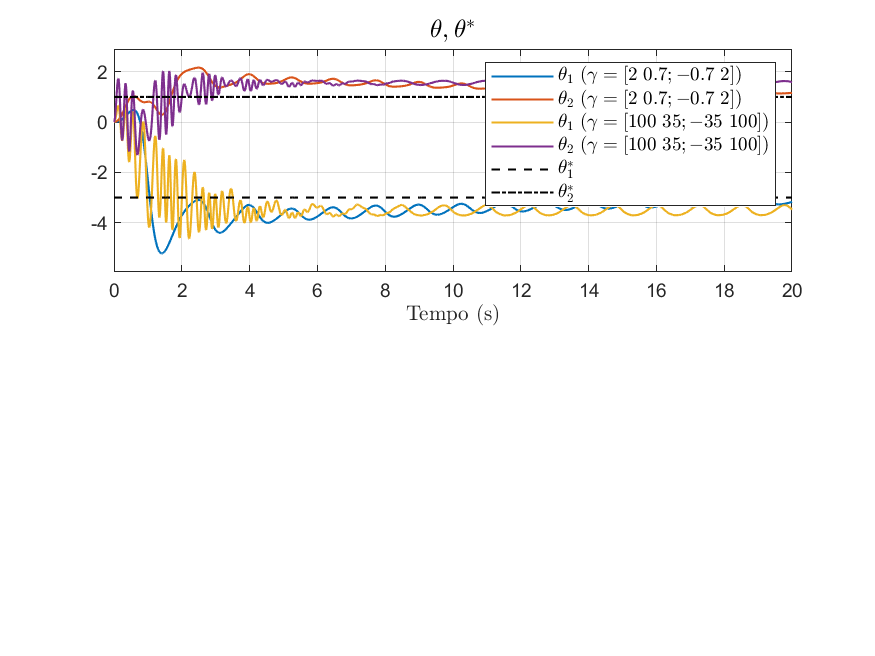 θ, θ*
2
0
-2
-4
0 2 4 6 8 10 12 14 16 18 20
Tempo (s)
θ₁ (γ = [2 0.7; −0.7 2])
θ₂ (γ = [2 0.7; −0.7 2])
θ₁ (γ = [100 35; −35 100])
θ₂ (γ = [100 35; −35 100])
θ₁*
θ₂*